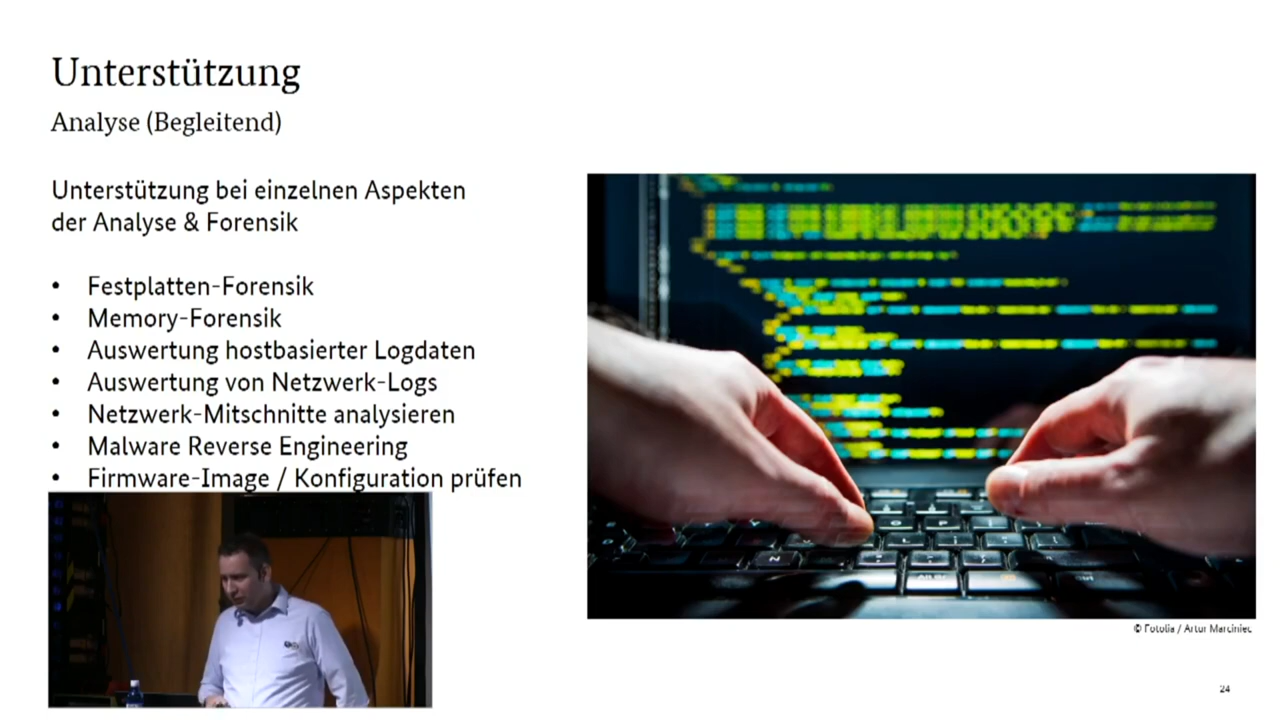 Unterstützung
Analyse (Begleitend)
Unterstützung bei einzelnen Aspekten
der Analyse & Forensik
• Festplatten-Forensik
• Memory-Forensik
• Auswertung hostbasierter Logdaten
• Auswertung von Netzwerk-Logs
• Netzwerk-Mitschnitte analysieren
• Malware Reverse Engineering
• Firmware-Image / Konfiguration prüfen
© Fotolia / Artur Marciniec
24